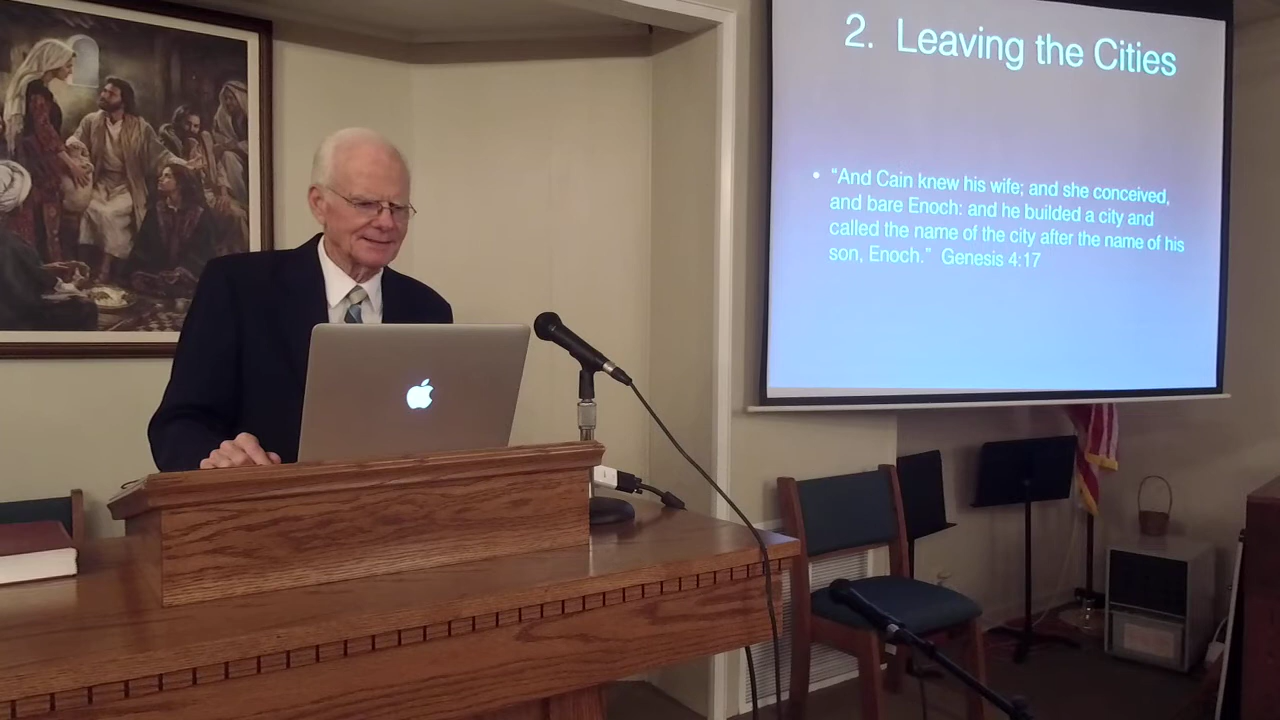 2. Leaving the Cities
• “And Cain knew his wife; and she conceived,
and bare Enoch: and he builded a city and
called the name of the city after the name of his
son, Enoch.” Genesis 4:17